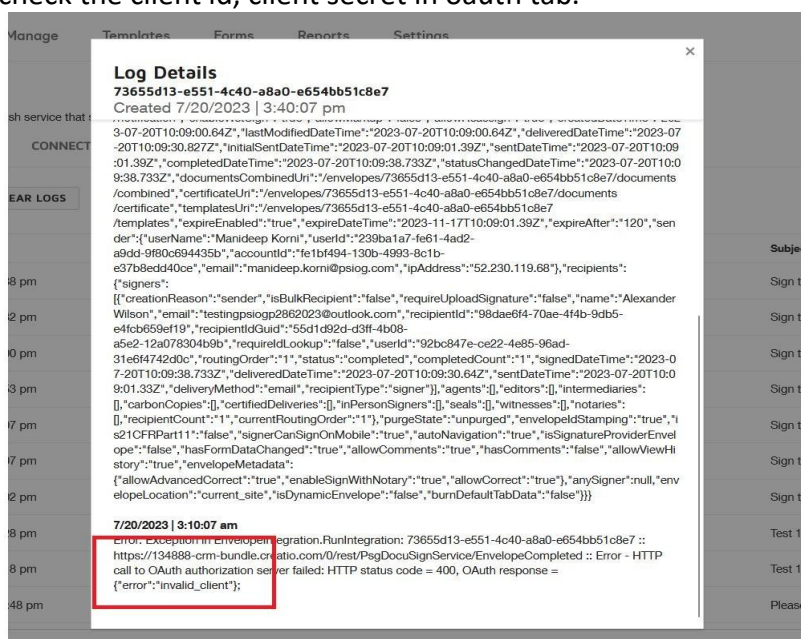 check the client id, client secret in oauth tab.
Manage Templates Forms Reports Settings
×
Log Details
73655d13-e551-4c40-a8a0-e654bb51c8e7
Created 7/20/2023 | 3:40:07 pm
3-07-20T10:09:00.64Z","lastModifiedDateTime":"2023-07-20T10:09:00.64Z","deliveredDateTime":"2023-07
sh service that
-20T10:09:30.827Z","initialSentDateTime":"2023-07-20T10:09:01.39Z","sentDateTime":"2023-07-20T10:09
CONNECT
:01.39Z","completedDateTime":"2023-07-20T10:09:38.733Z","statusChangedDateTime":"2023-07-20T10:0
9:38.733Z","documentsCombinedUri":"/envelopes/73655d13-e551-4c40-a8a0-e654bb51c8e7/documents
/combined","certificateUri":"/envelopes/73655d13-e551-4c40-a8a0-e654bb51c8e7/documents
EAR LOGS
/certificate","templatesUri":"/envelopes/73655d13-e551-4c40-a8a0-e654bb51c8e7
/templates","expireEnabled":"true","expireDateTime":"2023-11-17T10:09:01.39Z","expireAfter":"120","sen
der":{"userName":"Manideep Korni","userId":"239ba1a7-fe61-4ad2-
a9dd-9f80c694435b","accountId":"fe1bf494-130b-4993-8c1b-
Subje
e37b8edd40ce","email":"manideep.korni@psiog.com","ipAddress":"52.230.119.68"},"recipients":
{"signers":
8 pm
Sign t
[{"creationReason":"sender","isBulkRecipient":"false","requireUploadSignature":"false","name":"Alexander
Wilson","email":"testingpsiogp2862023@outlook.com","recipientId":"98dae6f4-70ae-4f4b-9db5-
2 pm
Sign t
e4fcb659ef19","recipientIdGuid":"55d1d92d-d3ff-4b08-
a5e2-12a078304b9b","requireIdLookup":"false","userId":"92bc847e-ce22-4e85-96ad-
0 pm
Sign t
31e6f4742d0c","routingOrder":"1","status":"completed","completedCount":"1","signedDateTime":"2023-0
7-20T10:09:38.733Z","deliveredDateTime":"2023-07-20T10:09:30.64Z","sentDateTime":"2023-07-20T10:0
3 pm
Sign t
9:01.33Z","deliveryMethod":"email","recipientType":"signer"}],"agents":[],"editors":[],"intermediaries":
[],"carbonCopies":[],"certifiedDeliveries":[],"inPersonSigners":[],"seals":[],"witnesses":[],"notaries":
7 pm
Sign t
[],"recipientCount":"1","currentRoutingOrder":"1"},"purgeState":"unpurged","envelopeIdStamping":"true","i
s21CFRPart11":"false","signerCanSignOnMobile":"true","autoNavigation":"true","isSignatureProviderEnvel
ope":"false","hasFormDataChanged":"true","allowComments":"true","hasComments":"false","allowViewHi
7 pm
Sign t
story":"true","envelopeMetadata":
{"allowAdvancedCorrect":"true","enableSignWithNotary":"true","allowCorrect":"true"},"anySigner":null,"env
2 pm
Sign t
elopeLocation":"current_site","isDynamicEnvelope":"false","burnDefaultTabData":"false"}}}
7/20/2023 | 3:10:07 am
8 pm
Test 1
Error: Exception in EnvelopeIntegration.RunIntegration: 73655d13-e551-4c40-a8a0-e654bb51c8e7 ::
https://134888-crm-bundle.creatio.com/0/rest/PsgDocuSignService/EnvelopeCompleted :: Error - HTTP
8 pm
Test 1
call to OAuth authorization server failed: HTTP status code = 400, OAuth response =
{"error":"invalid_client"};
:48 pm
Pleas